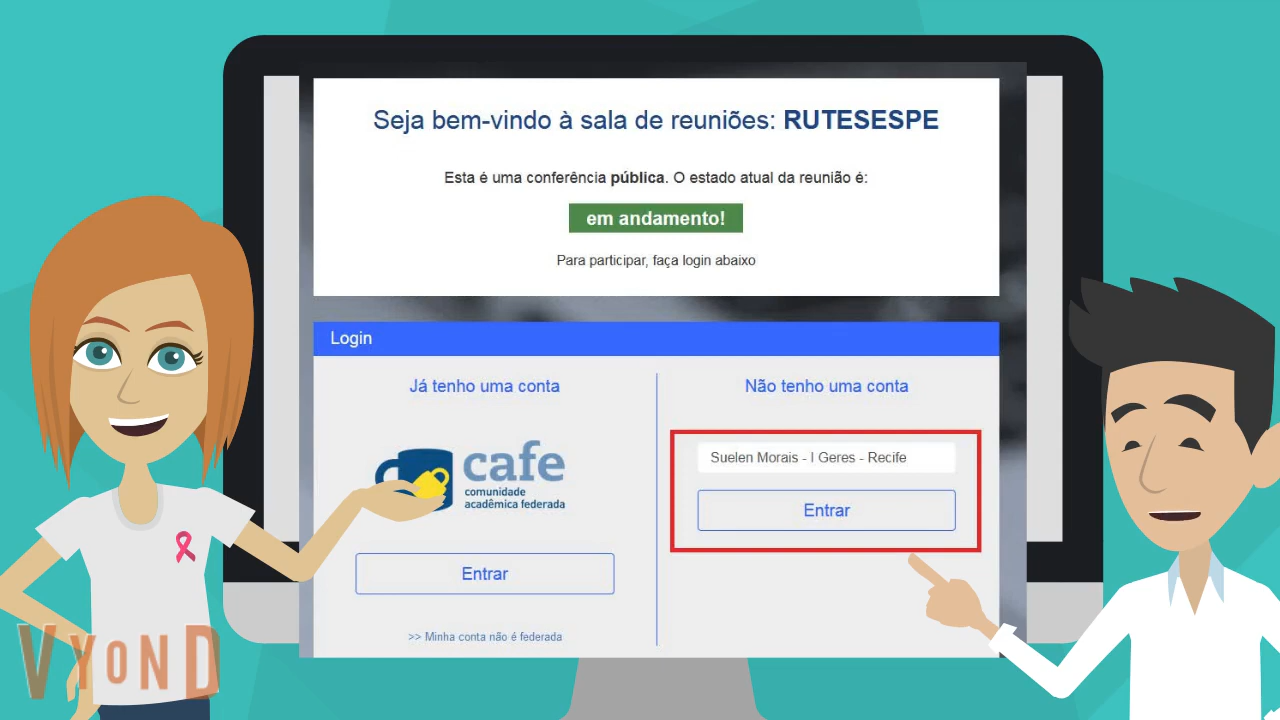 Seja bem-vindo à sala de reuniões: RUTESESPE
Esta é uma conferência pública. O estado atual da reunião é:
em andamento!
Para participar, faça login abaixo
Login
Já tenho uma conta
cafe
comunidade
acadêmica federada
Entrar
>> Minha conta não é federada
Não tenho uma conta
Suelen Morais - I Geres - Recife
Entrar
VYOND